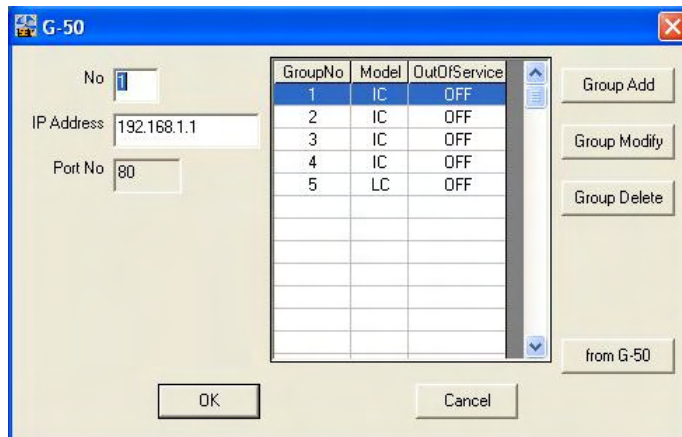 G-50
No 1
IP Address 192.168.1.1
Port No 80
GroupNo Model OutOfService
1 IC OFF
2 IC OFF
3 IC OFF
4 IC OFF
5 LC OFF
Group Add
Group Modify
Group Delete
from G-50
OK
Cancel